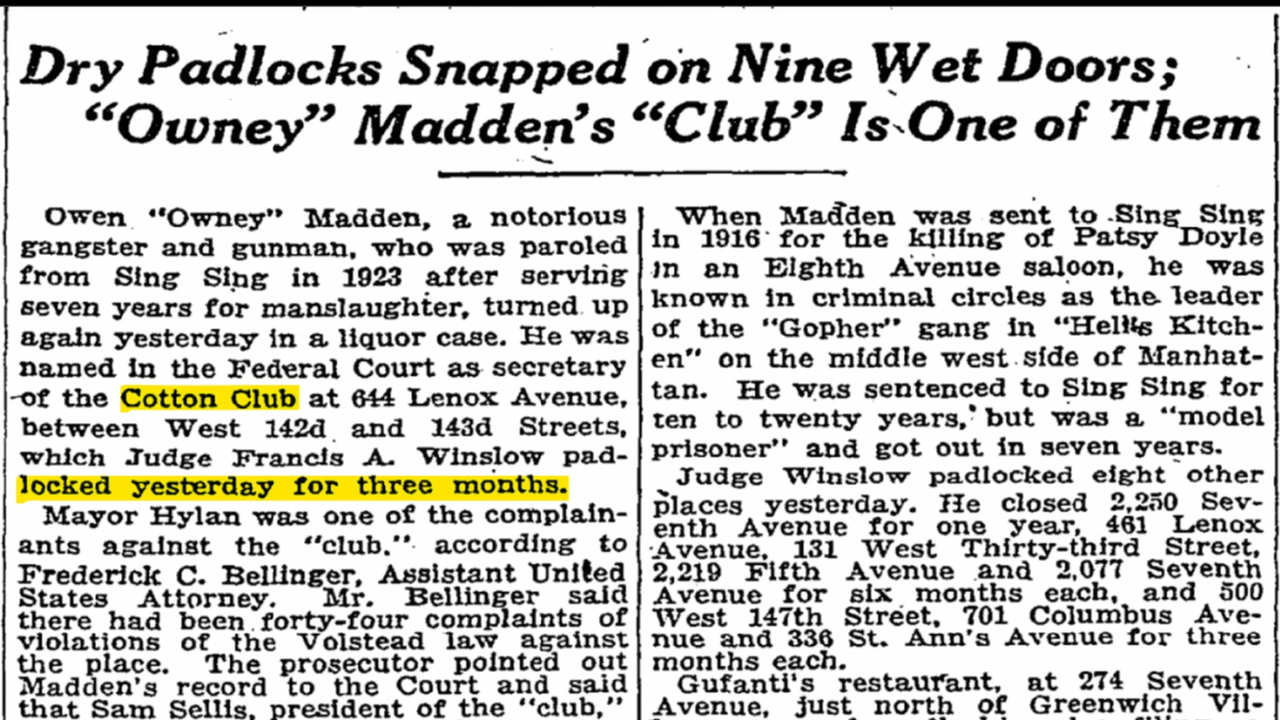 Dry Padlocks Snapped on Nine Wet Doors;
"Owney" Madden's "Club" Is One of Them
Owen "Owney" Madden, a notorious
gangster and gunman, who was paroled
from Sing Sing in 1923 after serving
seven years for manslaughter, turned up
again yesterday in a liquor case. He was
named in the Federal Court as secretary
of the Cotton Club at 644 Lenox Avenue,
between West 142d and 143d Streets,
which Judge Francis A. Winslow pad-
locked yesterday for three months.
Mayor Hylan was one of the complain-
ants against the "club," according to
Frederick C. Bellinger, Assistant United
States Attorney. Mr. Bellinger said
there had been forty-four complaints of
violations of the Volstead law against
the place. The prosecutor pointed out
Madden's record to the Court and said
that Sam Sellis, president of the "club,"
When Madden was sent to Sing Sing
in 1916 for the killing of Patsy Doyle
in an Eighth Avenue saloon, he was
known in criminal circles as the leader
of the "Gopher" gang in "Hell's Kitch-
en" on the middle west side of Manhat-
tan. He was sentenced to Sing Sing for
ten to twenty years, but was a "model
prisoner" and got out in seven years.
Judge Winslow padlocked eight other
places yesterday. He closed 2,250 Sev-
enth Avenue for one year, 461 Lenox
Avenue, 131 West Thirty-third Street,
2,219 Fifth Avenue and 2,077 Seventh
Avenue for six months each, and 500
West 147th Street, 701 Columbus Ave-
nue and 336 St. Ann's Avenue for three
months each.
Gufanti's restaurant, at 274 Seventh
Avenue, just north of Greenwich Vil-